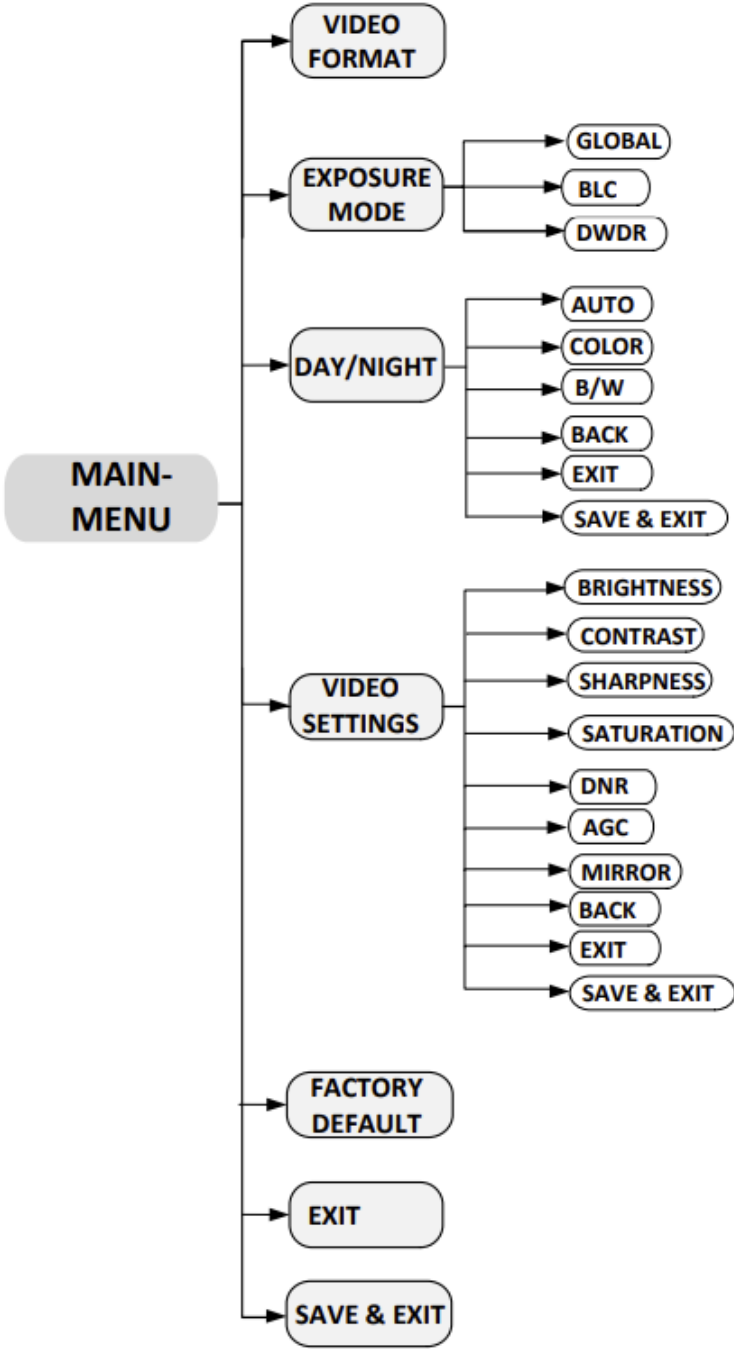 VIDEO
FORMAT
EXPOSURE
MODE
GLOBAL
BLC
DWDR
DAY/NIGHT
AUTO
COLOR
B/W
BACK
EXIT
SAVE & EXIT
MAIN-
MENU
VIDEO
SETTINGS
BRIGHTNESS
CONTRAST
SHARPNESS
SATURATION
DNR
AGC
MIRROR
BACK
EXIT
SAVE & EXIT
FACTORY
DEFAULT
EXIT
SAVE & EXIT